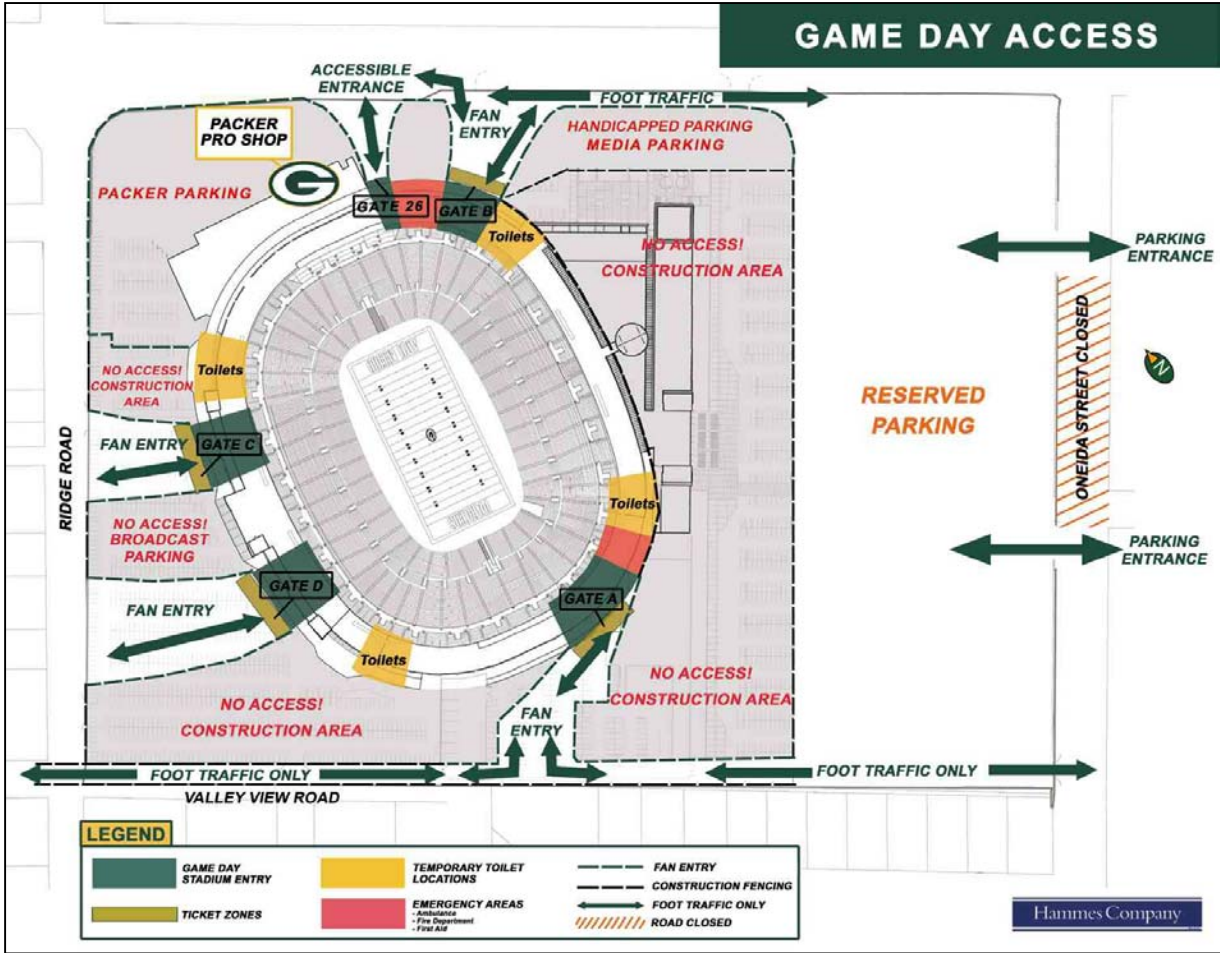 GAME DAY ACCESS
ACCESSIBLE
ENTRANCE
FOOT TRAFFIC
FAN
ENTRY
PACKER
PRO SHOP
HANDICAPPED PARKING
MEDIA PARKING
G
PACKER PARKING
GATE 26
GATE B
Toilets
NO ACCESS!
CONSTRUCTION AREA
PARKING
ENTRANCE
Toilets
NO ACCESS!
CONSTRUCTION
AREA
ONEIDA STREET CLOSED
N
RESERVED
PARKING
FAN ENTRY
GATE C
RIDGE ROAD
Toilets
NO ACCESS!
BROADCAST
PARKING
PARKING
ENTRANCE
GATE D
GATE A
FAN ENTRY
Toilets
NO ACCESS!
CONSTRUCTION AREA
NO ACCESS!
CONSTRUCTION AREA
FAN
ENTRY
FOOT TRAFFIC ONLY
FOOT TRAFFIC ONLY
VALLEY VIEW ROAD
LEGEND
GAME DAY
STADIUM ENTRY
TICKET ZONES
TEMPORARY TOILET
LOCATIONS
EMERGENCY AREAS
- Ambulance
- Fire Department
- First Aid
FAN ENTRY
CONSTRUCTION FENCING
FOOT TRAFFIC ONLY
ROAD CLOSED
Hammes Company